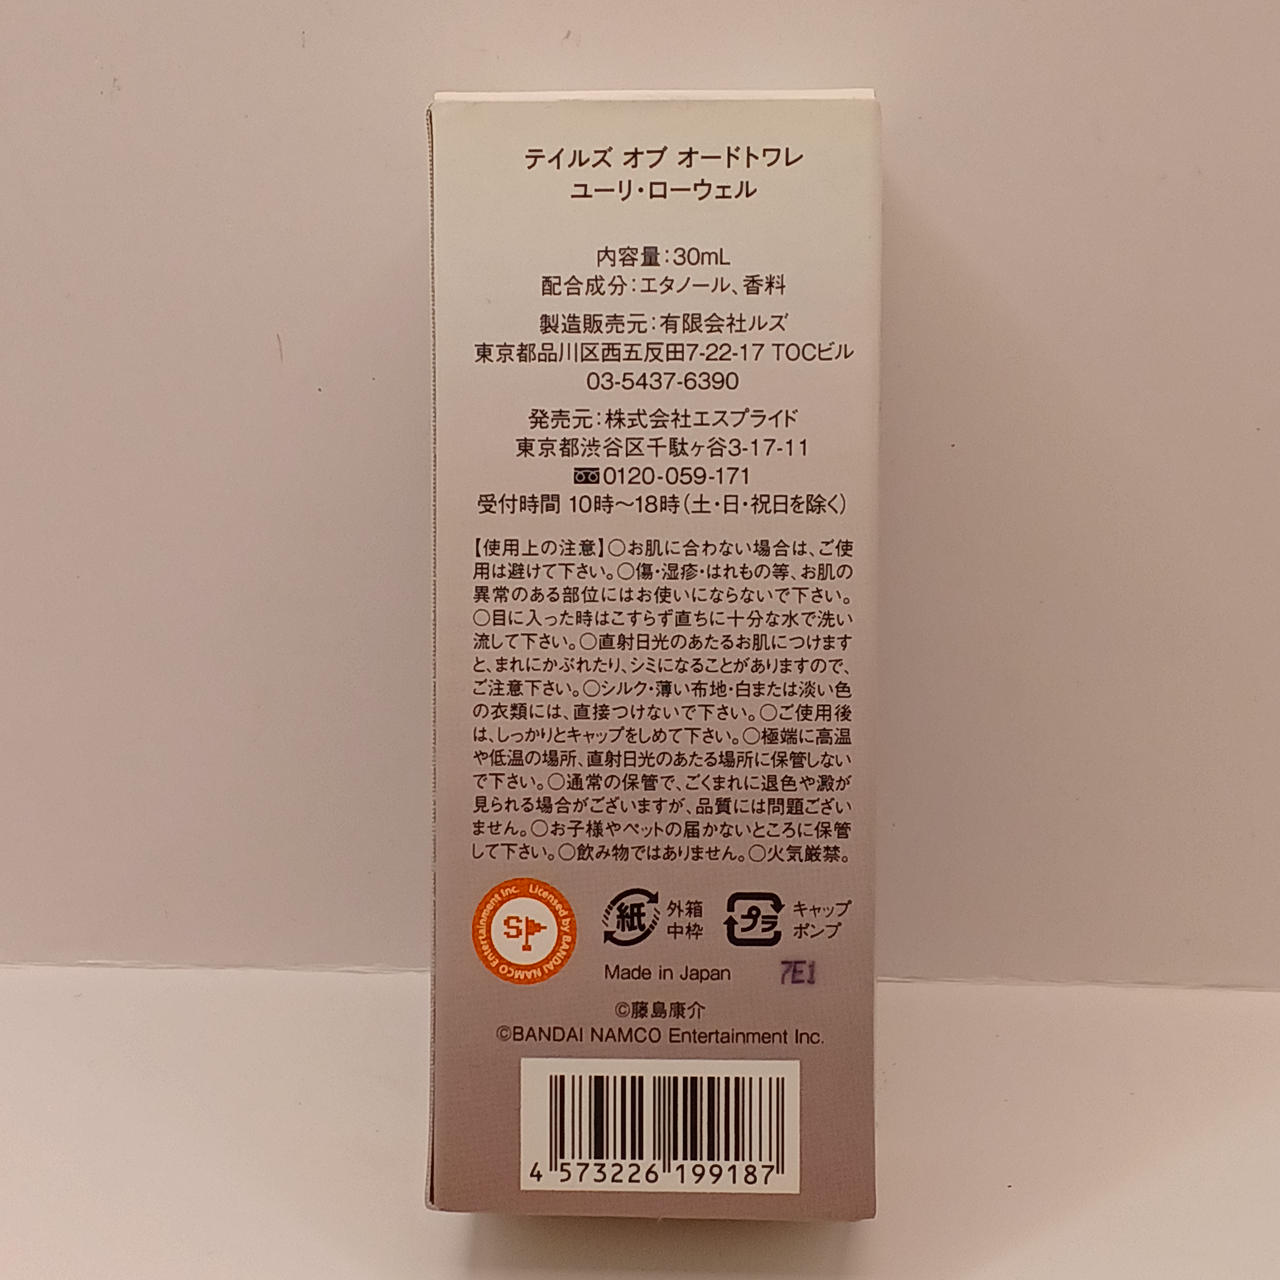 テイルズ オブ オードトワレ
ユーリ・ローウェル
内容量:30mL
配合成分:エタノール、香料
製造販売元:有限会社ルズ
東京都品川区西五反田7-22-17 TOCビル
03-5437-6390
発売元:株式会社エスプライド
東京都渋谷区千駄ヶ谷3-17-11
0120-059-171
受付時間 10時〜18時(土・日・祝日を除く)
【使用上の注意】○お肌に合わない場合は、ご使
用は避けて下さい。○傷・湿疹・はれもの等、お肌の
異常のある部位にはお使いにならないで下さい。
○目に入った時はこすらず直ちに十分な水で洗い
流して下さい。○直射日光のあたるお肌につけます
と、まれにかぶれたり、シミになることがありますので、
ご注意下さい。○シルク・薄い布地・白または淡い色
の衣類には、直接つけないで下さい。○ご使用後
は、しっかりとキャップをしめて下さい。○極端に高温
や低温の場所、直射日光のあたる場所に保管しない
で下さい。○通常の保管で、ごくまれに退色や澱が
見られる場合がございますが、品質には問題ござい
ません。○お子様やペットの届かないところに保管
して下さい。○飲み物ではありません。○火気厳禁。
Licensed by BANDAI NAMCO Entertainment Inc.
紙 外箱
中枠
プラ キャップ
ポンプ
Made in Japan 7E1
©藤島康介
©BANDAI NAMCO Entertainment Inc.
4 573226 199187